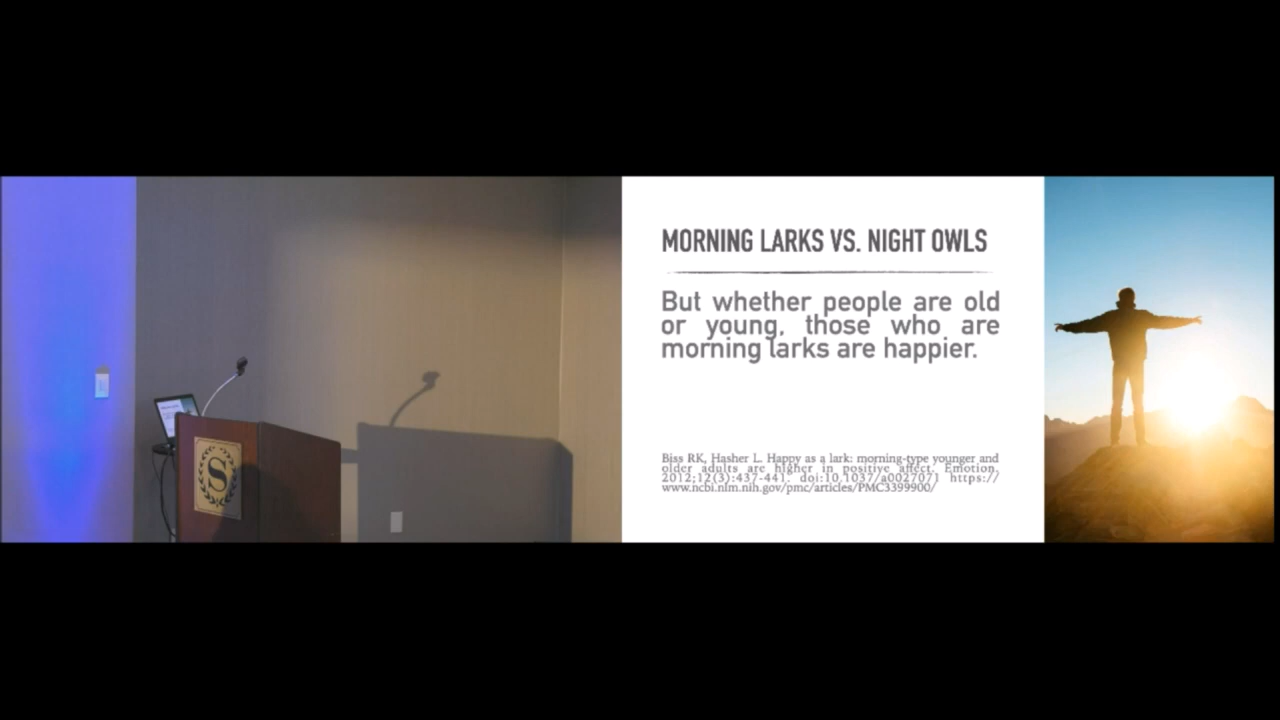 S
MORNING LARKS VS. NIGHT OWLS
But whether people are old
or young, those who are
morning larks are happier.
Biss RK, Hasher L. Happy as a lark: morning-type younger and
older adults are higher in positive affect. Emotion.
2012;12(3):437-441. doi:10.1037/a0027071 https://
www.ncbi.nlm.nih.gov/pmc/articles/PMC3399900/